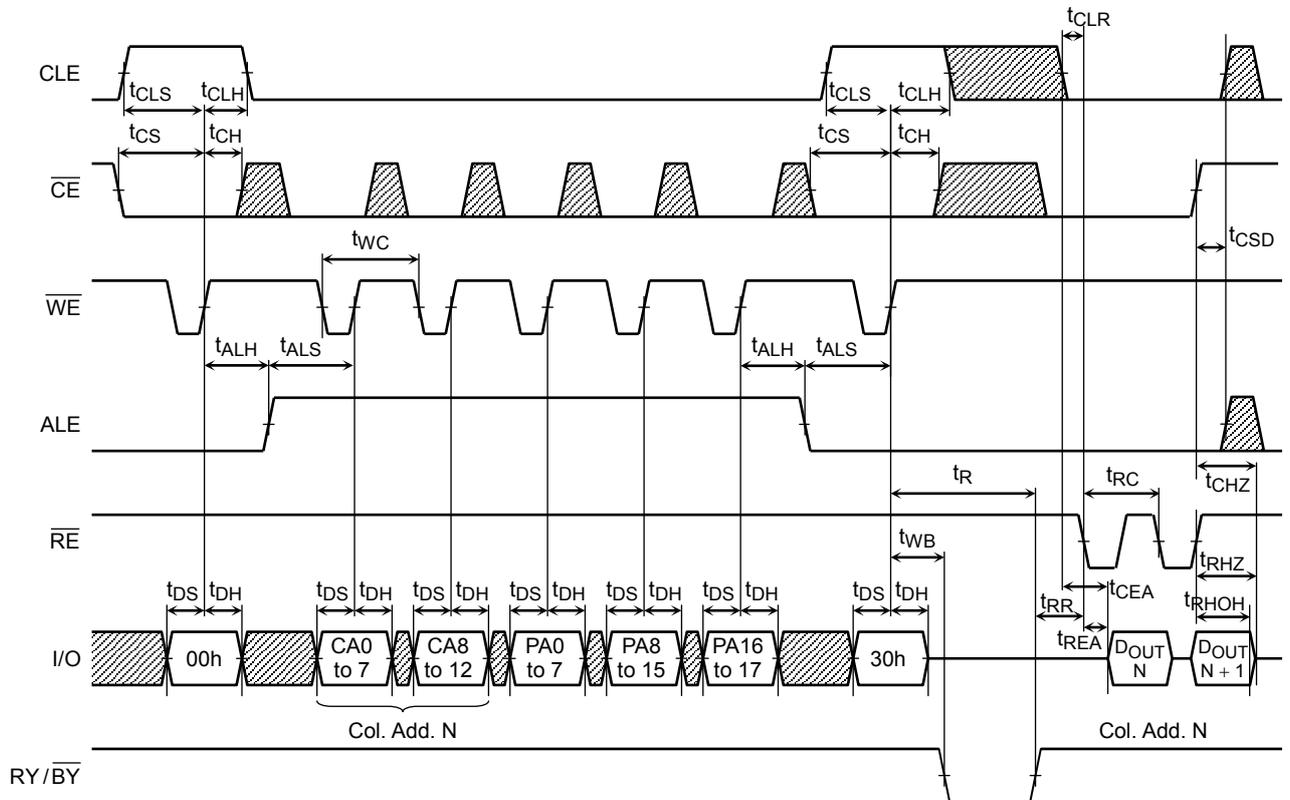 tCLR
CLE
tCLS tCLH tCLS tCLH
tCS tCH tCS tCH
CE
tCSD
tWC
WE
tALH tALS tALH tALS
ALE
tR tRC tCHZ
RE
tWB
tRHZ
tDS tDH tDS tDH tDS tDH tDS tDH tDS tDH tDS tDH tDS tDH tCEA
tRR tRHOH
tREA
I/O 00h CA0 to 7 CA8 to 12 PA0 to 7 PA8 to 15 PA16 to 17 30h DOUT N DOUT N + 1
Col. Add. N Col. Add. N
RY/BY